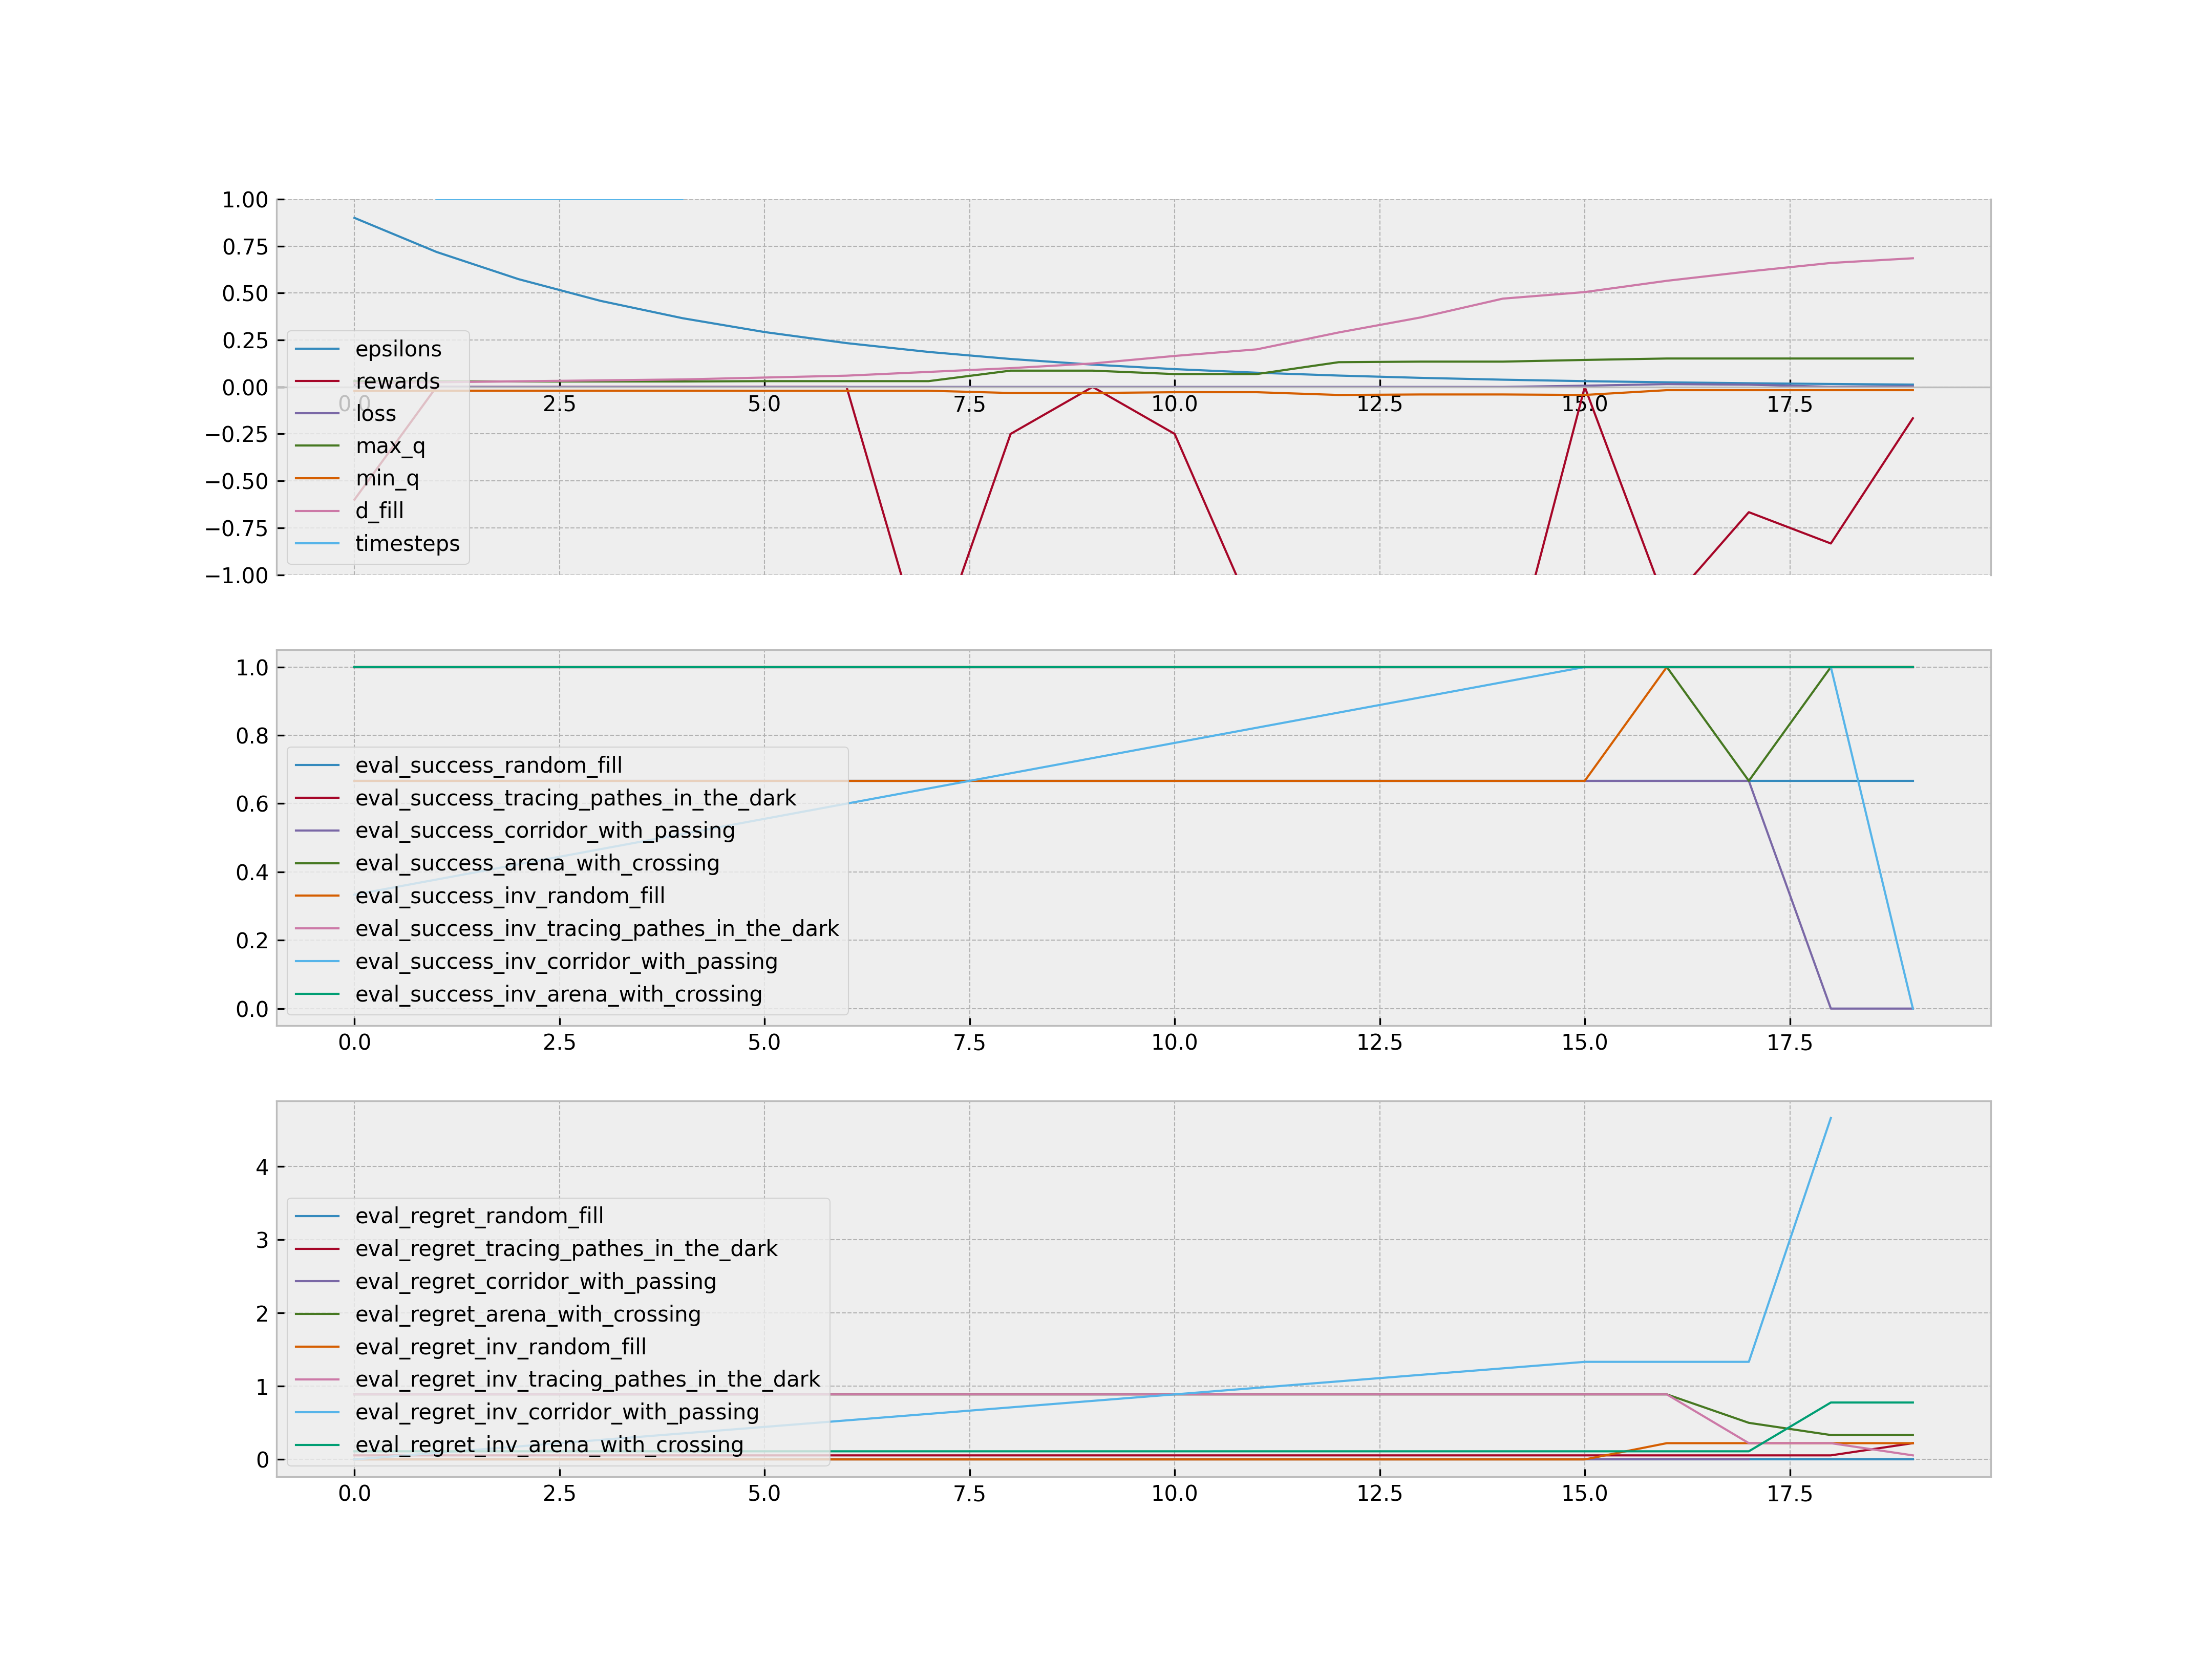 1.00
0.75
0.50
0.25
0.00
−0.25
−0.50
−0.75
−1.00
0.0 2.5 5.0 7.5 10.0 12.5 15.0 17.5
epsilons
rewards
loss
max_q
min_q
d_fill
timesteps
1.0
0.8
0.6
0.4
0.2
0.0
eval_success_random_fill
eval_success_tracing_pathes_in_the_dark
eval_success_corridor_with_passing
eval_success_arena_with_crossing
eval_success_inv_random_fill
eval_success_inv_tracing_pathes_in_the_dark
eval_success_inv_corridor_with_passing
eval_success_inv_arena_with_crossing
0.0 2.5 5.0 7.5 10.0 12.5 15.0 17.5
4
3
2
1
0
eval_regret_random_fill
eval_regret_tracing_pathes_in_the_dark
eval_regret_corridor_with_passing
eval_regret_arena_with_crossing
eval_regret_inv_random_fill
eval_regret_inv_tracing_pathes_in_the_dark
eval_regret_inv_corridor_with_passing
eval_regret_inv_arena_with_crossing
0.0 2.5 5.0 7.5 10.0 12.5 15.0 17.5